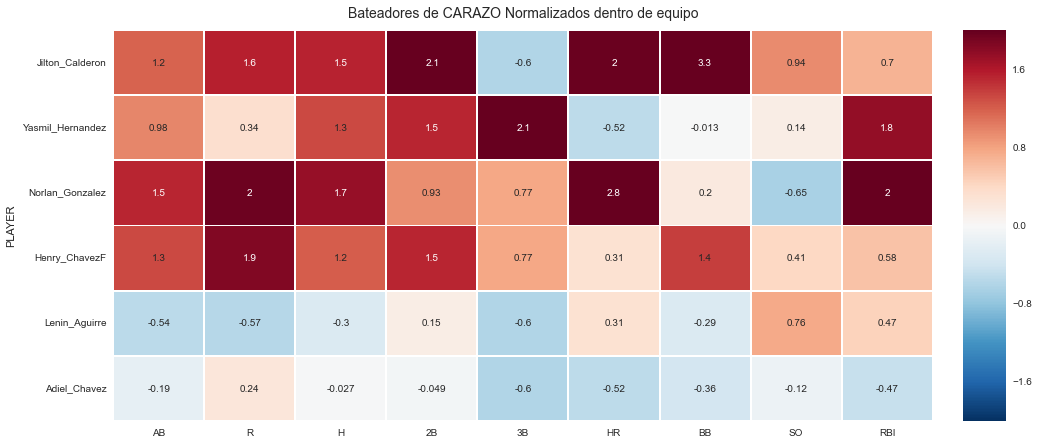 Bateadores de CARAZO Normalizados dentro de equipo
PLAYER
Jilton_Calderon 1.2 1.6 1.5 2.1 -0.6 2 3.3 0.94 0.7
Yasmil_Hernandez 0.98 0.34 1.3 1.5 2.1 -0.52 -0.013 0.14 1.8
Norlan_Gonzalez 1.5 2 1.7 0.93 0.77 2.8 0.2 -0.65 2
Henry_ChavezF 1.3 1.9 1.2 1.5 0.77 0.31 1.4 0.41 0.58
Lenin_Aguirre -0.54 -0.57 -0.3 0.15 -0.6 0.31 -0.29 0.76 0.47
Adiel_Chavez -0.19 0.24 -0.027 -0.049 -0.6 -0.52 -0.36 -0.12 -0.47
AB R H 2B 3B HR BB SO RBI
1.6
0.8
0.0
−0.8
−1.6